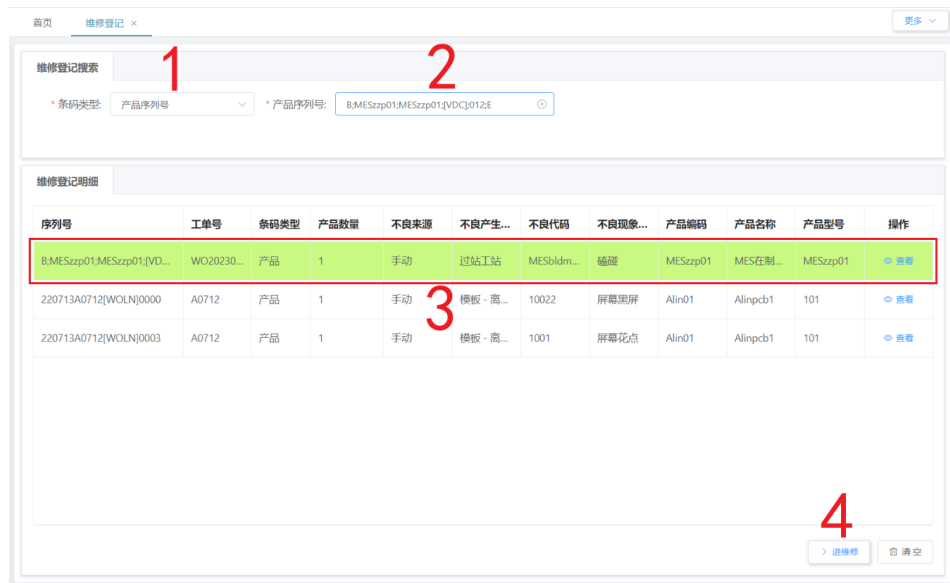 首页 维修登记 × 更多
维修登记搜索 1 2
* 条码类型: 产品序列号 * 产品序列号: B;MESzzp01;MESzzp01;[VDC];012;E
维修登记明细
序列号 工单号 条码类型 产品数量 不良来源 不良产生... 不良代码 不良现象... 产品编码 产品名称 产品型号 操作
B;MESzzp01;MESzzp01;[VD... WO20230... 产品 1 手动 过站工站 MESbldm... 磕碰 MESzzp01 MES在制... MESzzp01 查看
220713A0712[WOLN]0000 A0712 产品 1 手动 3 模板 - 离... 10022 屏幕黑屏 Alin01 Alinpcb1 101 查看
220713A0712[WOLN]0003 A0712 产品 1 手动 模板 - 离... 1001 屏幕花点 Alin01 Alinpcb1 101 查看
4
进维修 清空